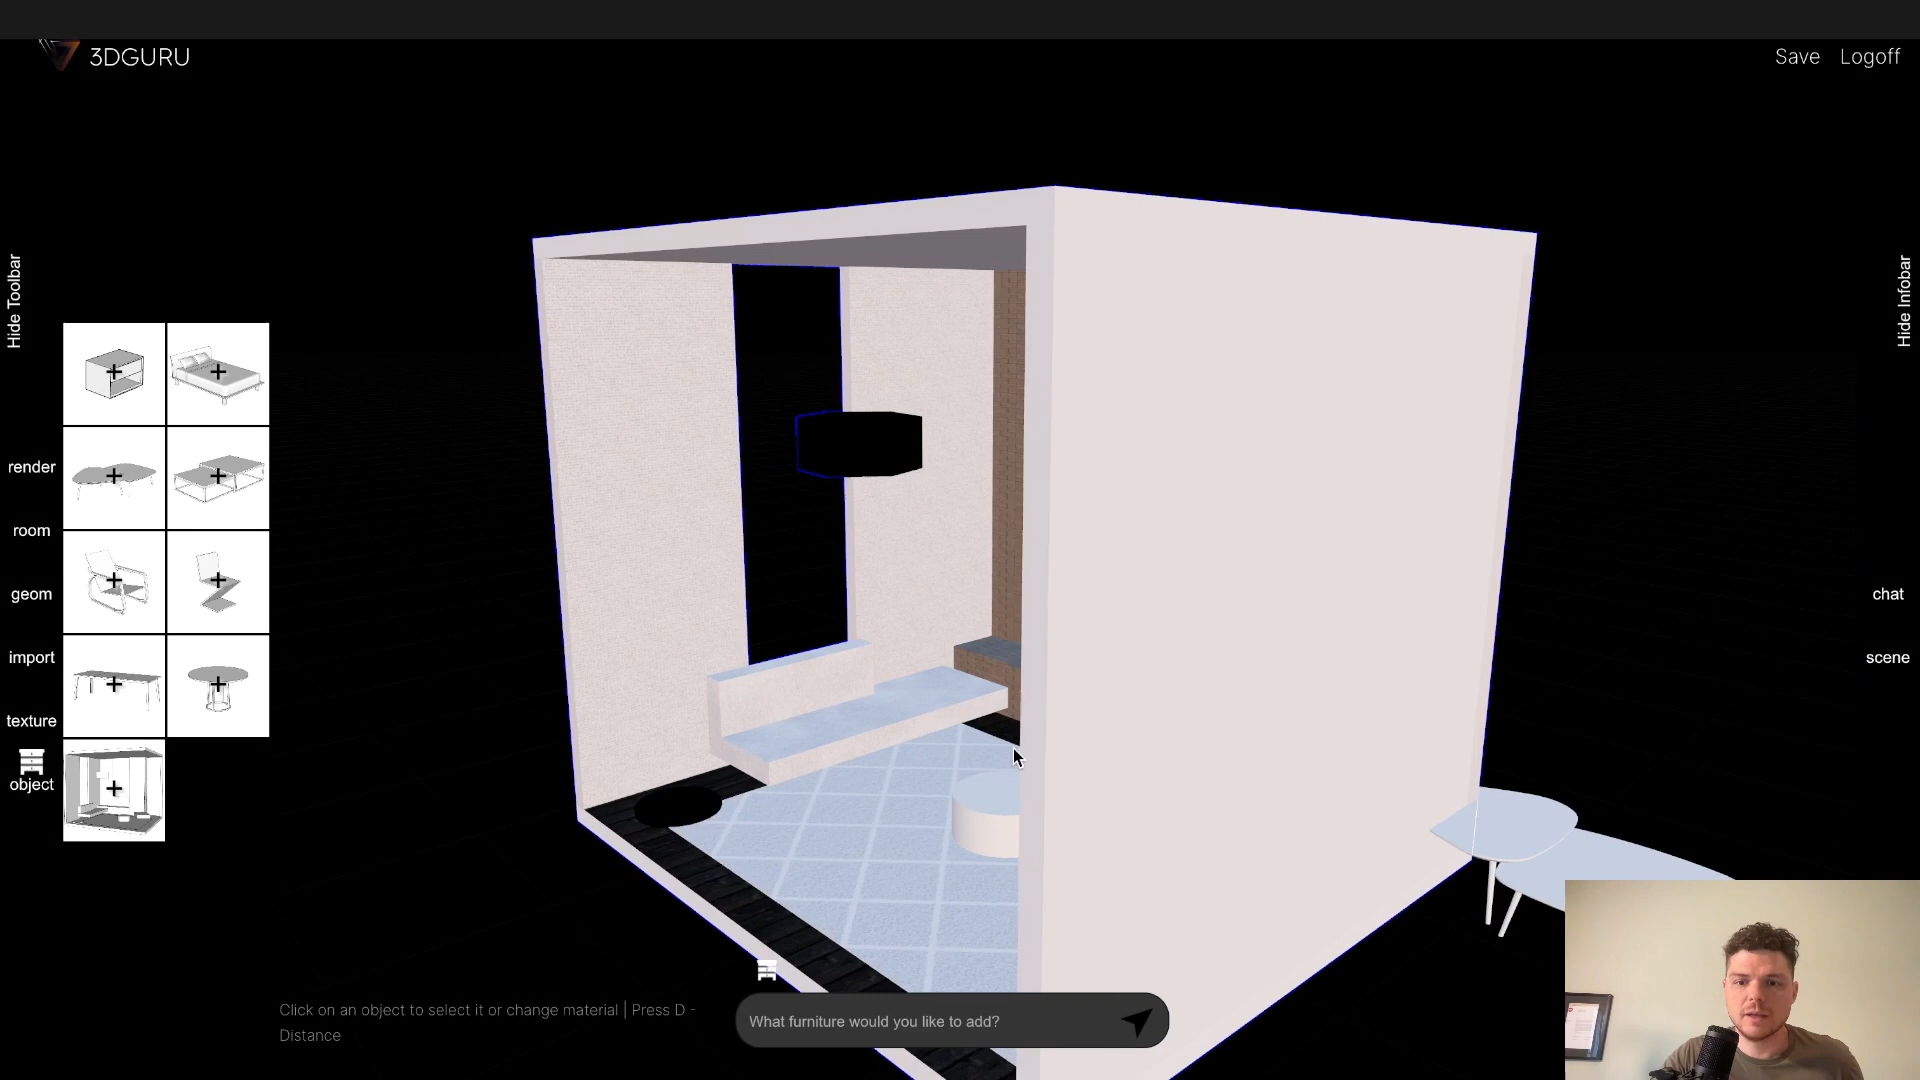 3DGURU
Save
Logoff
Hide Toolbar
Hide Infobar
render
room
geom
import
texture
object
chat
scene
Click on an object to select it or change material | Press D -
Distance
What furniture would you like to add?